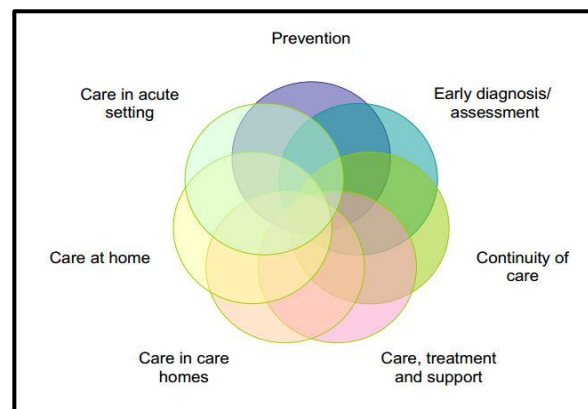 Prevention
Care in acute
setting
Early diagnosis/
assessment
Care at home
Continuity of
care
Care in care
homes
Care, treatment
and support